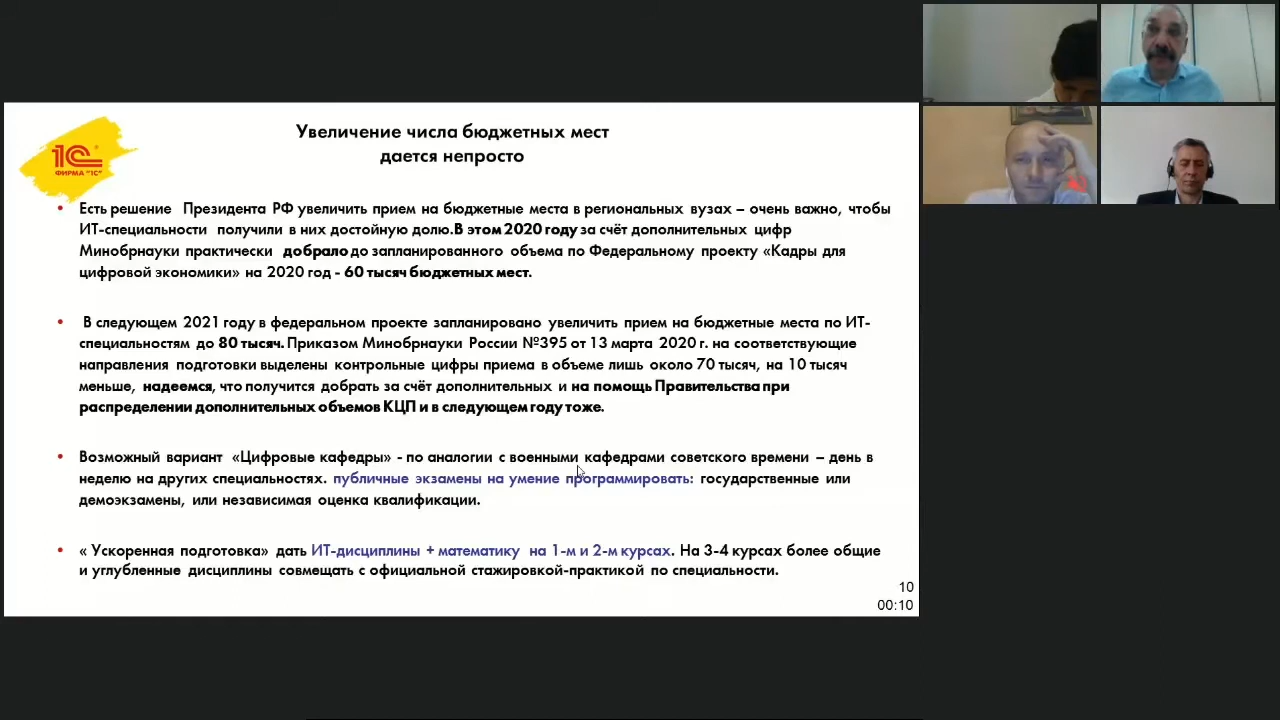 1С
ФИРМА "1С"
Увеличение числа бюджетных мест
дается непросто
• Есть решение Президента РФ увеличить прием на бюджетные места в региональных вузах – очень важно, чтобы
ИТ-специальности получили в них достойную долю.В этом 2020 году за счёт дополнительных цифр
Минобрнауки практически добрало до запланированного объема по Федеральному проекту «Кадры для
цифровой экономики» на 2020 год - 60 тысяч бюджетных мест.
• В следующем 2021 году в федеральном проекте запланировано увеличить прием на бюджетные места по ИТ-
специальностям до 80 тысяч. Приказом Минобрнауки России №395 от 13 марта 2020 г. на соответствующие
направления подготовки выделены контрольные цифры приема в объеме лишь около 70 тысяч, на 10 тысяч
меньше, надеемся, что получится добрать за счёт дополнительных и на помощь Правительства при
распределении дополнительных объемов КЦП и в следующем году тоже.
• Возможный вариант «Цифровые кафедры» - по аналогии с военными кафедрами советского времени – день в
неделю на других специальностях. публичные экзамены на умение программировать: государственные или
демоэкзамены, или независимая оценка квалификации.
• « Ускоренная подготовка» дать ИТ-дисциплины + математику на 1-м и 2-м курсах. На 3-4 курсах более общие
и углубленные дисциплины совмещать с официальной стажировкой-практикой по специальности.
10
00:10